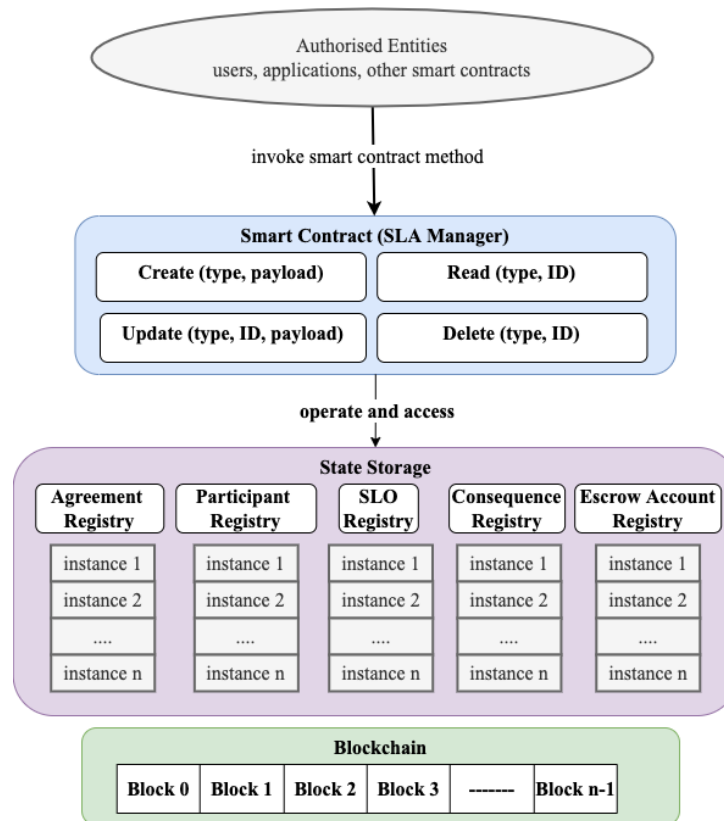 Authorised Entities
users, applications, other smart contracts
invoke smart contract method
Smart Contract (SLA Manager)
Create (type, payload)
Read (type, ID)
Update (type, ID, payload)
Delete (type, ID)
operate and access
State Storage
Agreement
Registry
Participant
Registry
SLO
Registry
Consequence
Registry
Escrow Account
Registry
instance 1
instance 2
....
instance n
instance 1
instance 2
....
instance n
instance 1
instance 2
....
instance n
instance 1
instance 2
....
instance n
instance 1
instance 2
....
instance n
Blockchain
Block 0
Block 1
Block 2
Block 3
-------
Block n-1